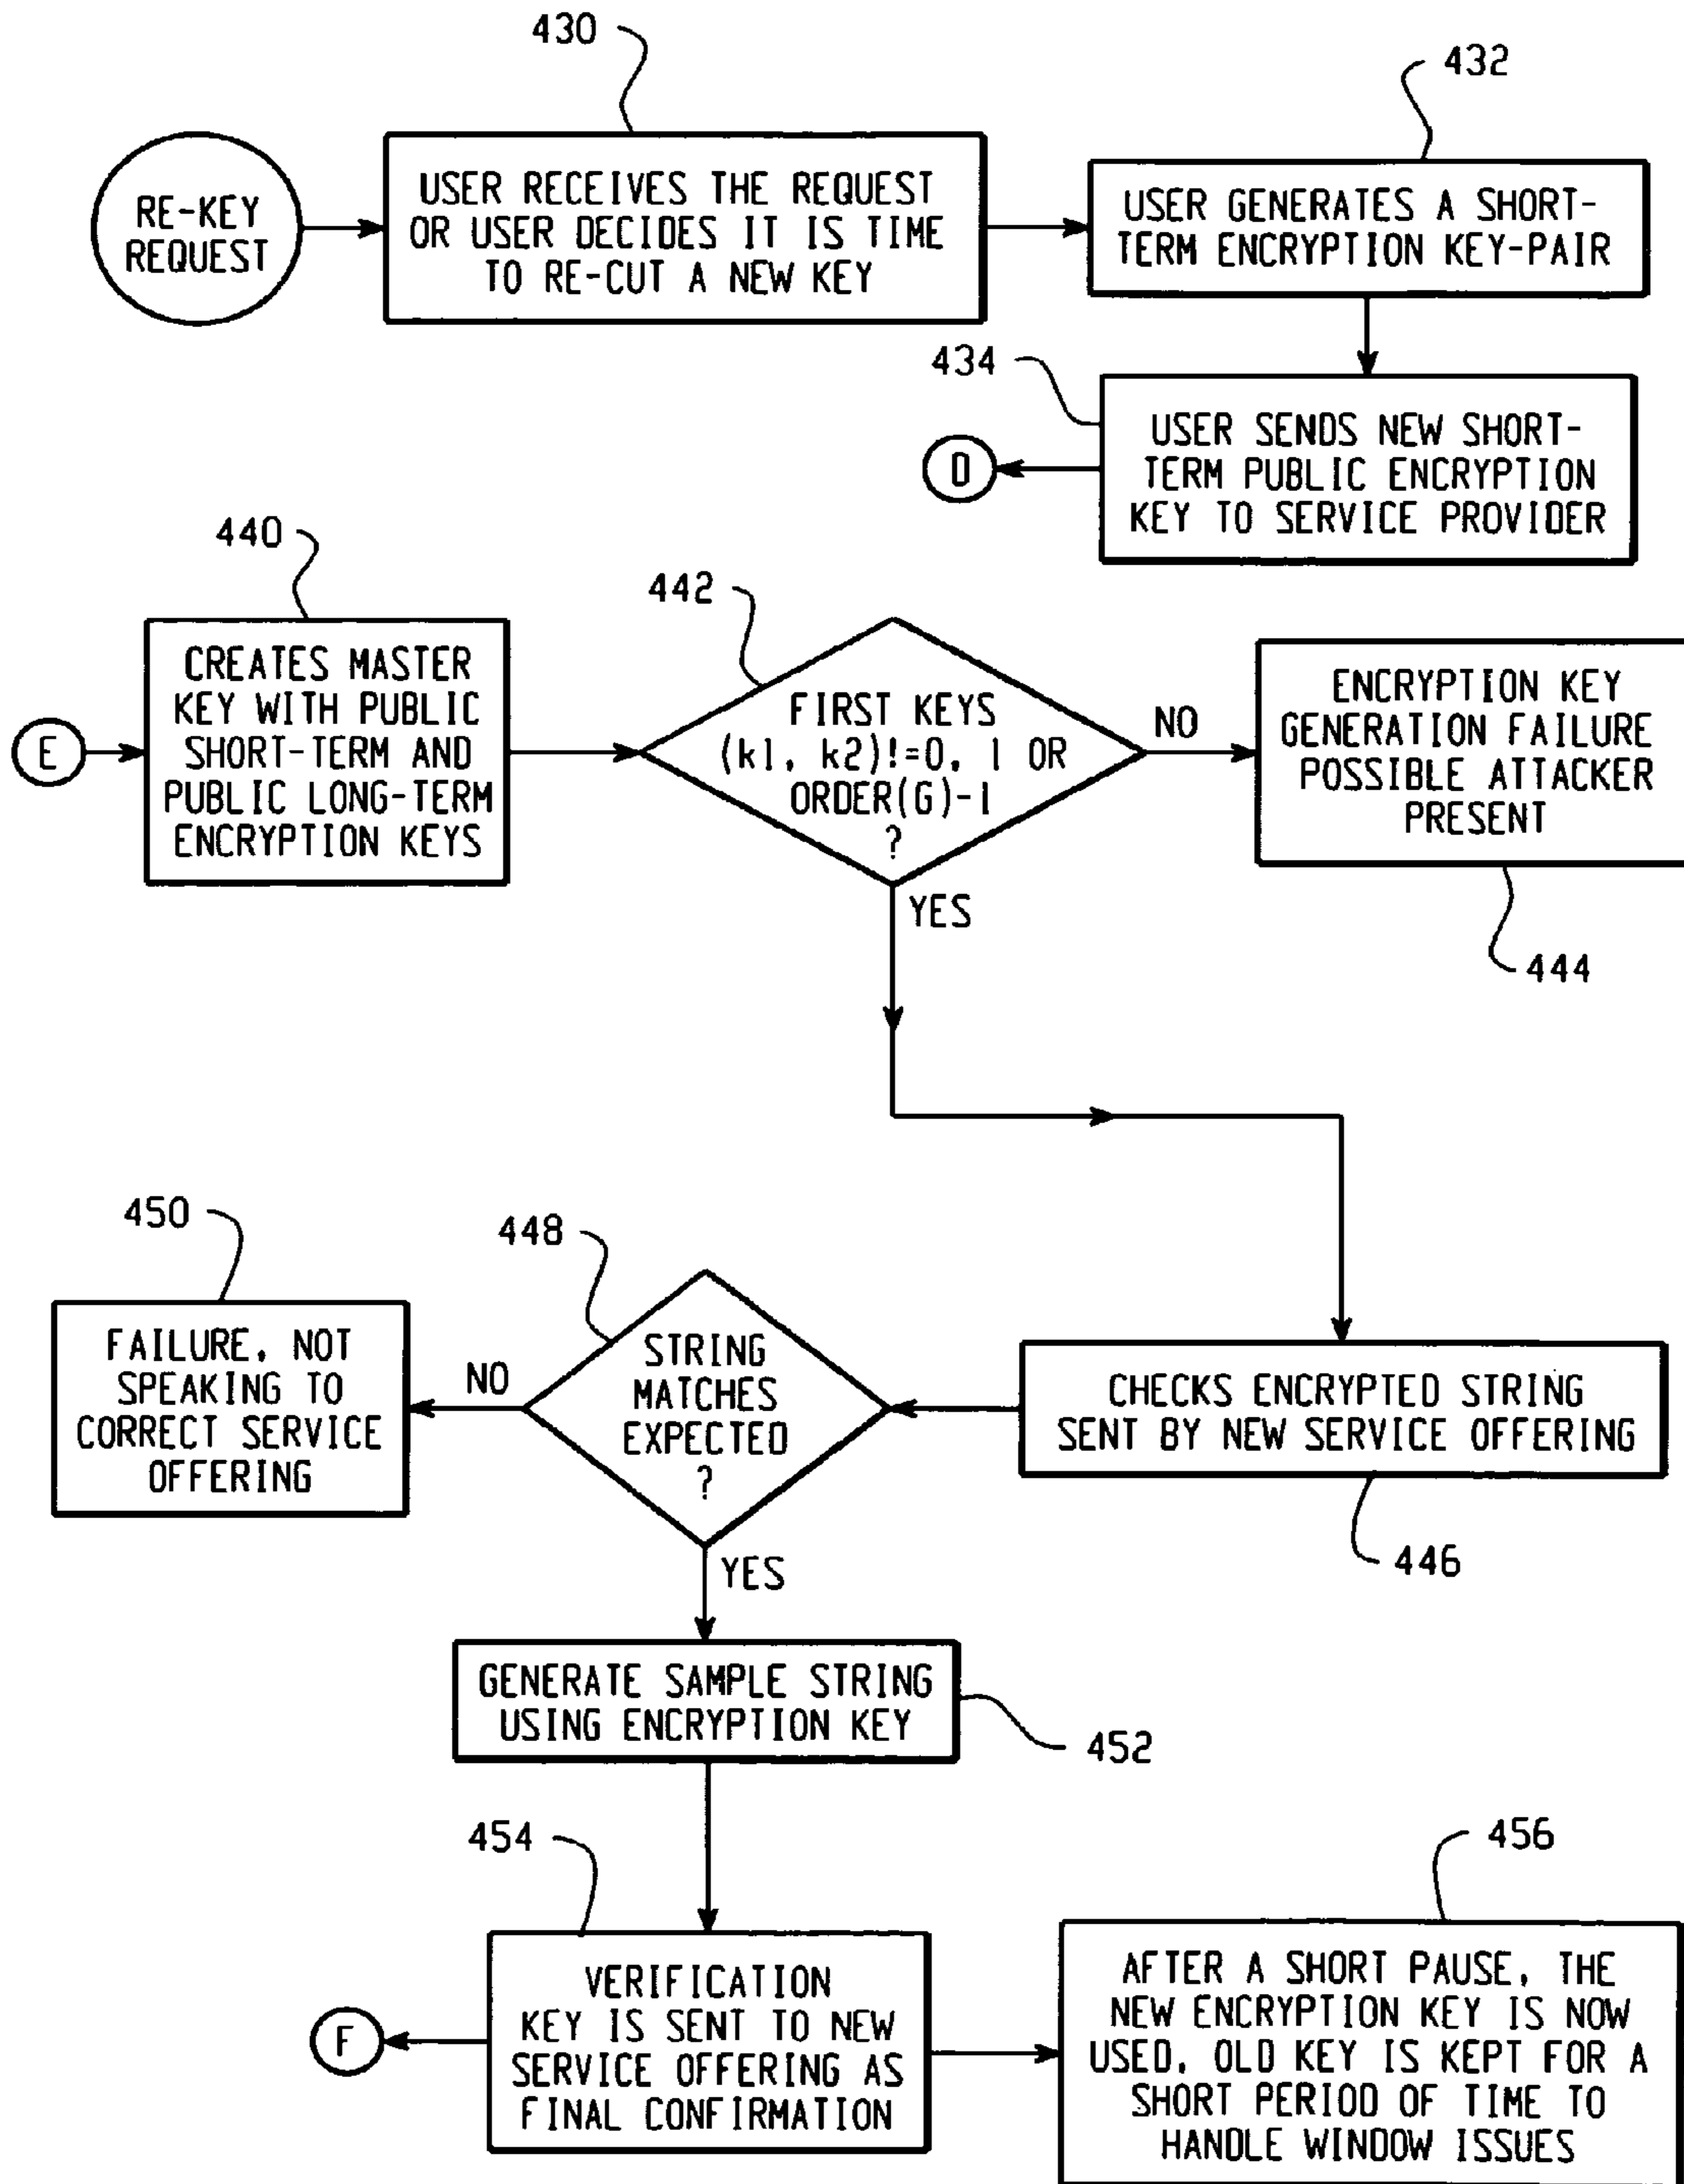 430
432
RE-KEY
REQUEST
USER RECEIVES THE REQUEST
OR USER DECIDES IT IS TIME
TO RE-CUT A NEW KEY
USER GENERATES A SHORT-
TERM ENCRYPTION KEY-PAIR
434
USER SENDS NEW SHORT-
TERM PUBLIC ENCRYPTION
KEY TO SERVICE PROVIDER
D
440
442
E
CREATES MASTER
KEY WITH PUBLIC
SHORT-TERM AND
PUBLIC LONG-TERM
ENCRYPTION KEYS
FIRST KEYS
(k1, k2)!=0, 1 OR
ORDER(G)-1
?
NO
YES
ENCRYPTION KEY
GENERATION FAILURE
POSSIBLE ATTACKER
PRESENT
444
450
448
FAILURE, NOT
SPEAKING TO
CORRECT SERVICE
OFFERING
NO
STRING
MATCHES
EXPECTED
?
YES
CHECKS ENCRYPTED STRING
SENT BY NEW SERVICE OFFERING
446
GENERATE SAMPLE STRING
USING ENCRYPTION KEY
452
454
456
F
VERIFICATION
KEY IS SENT TO NEW
SERVICE OFFERING AS
FINAL CONFIRMATION
AFTER A SHORT PAUSE, THE
NEW ENCRYPTION KEY IS NOW
USED, OLD KEY IS KEPT FOR A
SHORT PERIOD OF TIME TO
HANDLE WINDOW ISSUES